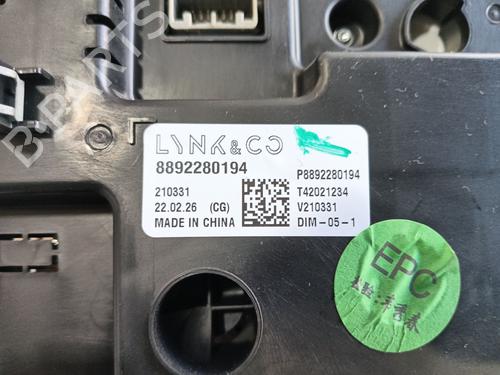 LYNK&CO
8892280194
P8892280194
210331
T42021234
22.02.26 (CG)
V210331
MADE IN CHINA
DIM-05-1
EPC
B-PARTS